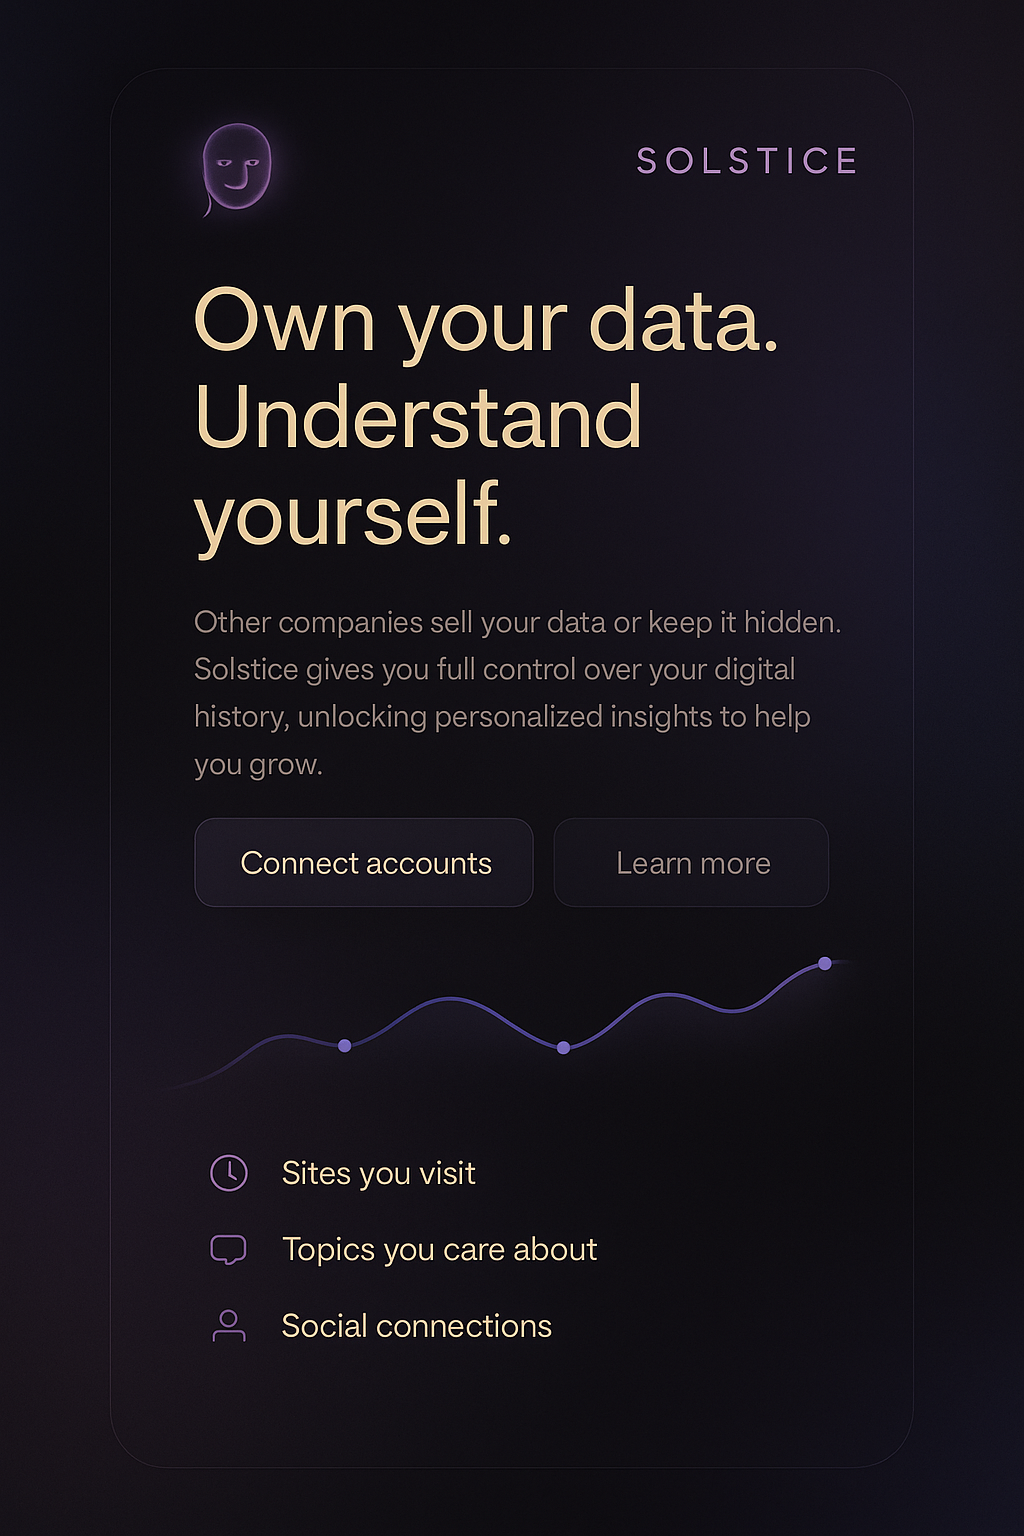 SOLSTICE
Own your data.
Understand
yourself.
Other companies sell your data or keep it hidden.
Solstice gives you full control over your digital
history, unlocking personalized insights to help
you grow.
Connect accounts
Learn more
Sites you visit
Topics you care about
Social connections